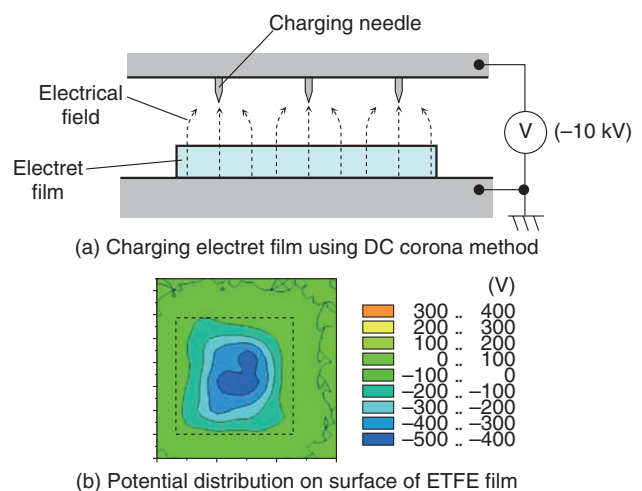 Charging needle
Electrical
field
V
(–10 kV)
Electret
film
(a) Charging electret film using DC corona method
(V)
300 .. 400
200 .. 300
100 .. 200
0 .. 100
–100 .. 0
–200 .. –100
–300 .. –200
–400 .. –300
–500 .. –400
(b) Potential distribution on surface of ETFE film